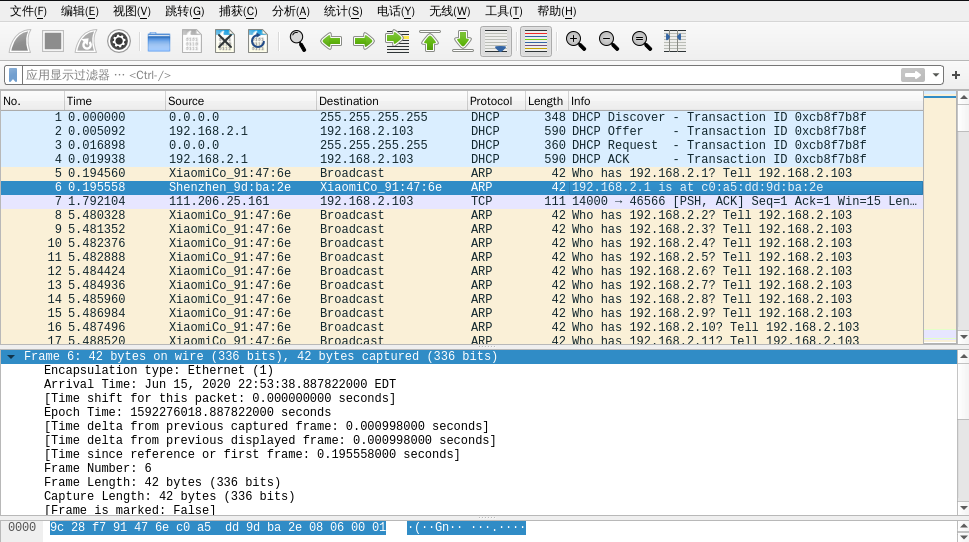 文件(F) 编辑(E) 视图(V) 跳转(G) 捕获(C) 分析(A) 统计(S) 电话(Y) 无线(W) 工具(T) 帮助(H)
应用显示过滤器 … <Ctrl-/>
No. Time Source Destination Protocol Length Info
1 0.000000 0.0.0.0 255.255.255.255 DHCP 348 DHCP Discover - Transaction ID 0xcb8f7b8f
2 0.005092 192.168.2.1 192.168.2.103 DHCP 590 DHCP Offer - Transaction ID 0xcb8f7b8f
3 0.016898 0.0.0.0 255.255.255.255 DHCP 360 DHCP Request - Transaction ID 0xcb8f7b8f
4 0.019938 192.168.2.1 192.168.2.103 DHCP 590 DHCP ACK - Transaction ID 0xcb8f7b8f
5 0.194560 XiaomiCo_91:47:6e Broadcast ARP 42 Who has 192.168.2.1? Tell 192.168.2.103
6 0.195558 Shenzhen_9d:ba:2e XiaomiCo_91:47:6e ARP 42 192.168.2.1 is at c0:a5:dd:9d:ba:2e
7 1.792104 111.206.25.161 192.168.2.103 TCP 111 14000 → 46566 [PSH, ACK] Seq=1 Ack=1 Win=15 Len…
8 5.480328 XiaomiCo_91:47:6e Broadcast ARP 42 Who has 192.168.2.2? Tell 192.168.2.103
9 5.481352 XiaomiCo_91:47:6e Broadcast ARP 42 Who has 192.168.2.3? Tell 192.168.2.103
10 5.482376 XiaomiCo_91:47:6e Broadcast ARP 42 Who has 192.168.2.4? Tell 192.168.2.103
11 5.482888 XiaomiCo_91:47:6e Broadcast ARP 42 Who has 192.168.2.5? Tell 192.168.2.103
12 5.484424 XiaomiCo_91:47:6e Broadcast ARP 42 Who has 192.168.2.6? Tell 192.168.2.103
13 5.484936 XiaomiCo_91:47:6e Broadcast ARP 42 Who has 192.168.2.7? Tell 192.168.2.103
14 5.485960 XiaomiCo_91:47:6e Broadcast ARP 42 Who has 192.168.2.8? Tell 192.168.2.103
15 5.486984 XiaomiCo_91:47:6e Broadcast ARP 42 Who has 192.168.2.9? Tell 192.168.2.103
16 5.487496 XiaomiCo_91:47:6e Broadcast ARP 42 Who has 192.168.2.10? Tell 192.168.2.103
17 5.488520 XiaomiCo_91:47:6e Broadcast ARP 42 Who has 192.168.2.11? Tell 192.168.2.103
Frame 6: 42 bytes on wire (336 bits), 42 bytes captured (336 bits)
Encapsulation type: Ethernet (1)
Arrival Time: Jun 15, 2020 22:53:38.887822000 EDT
[Time shift for this packet: 0.000000000 seconds]
Epoch Time: 1592276018.887822000 seconds
[Time delta from previous captured frame: 0.000998000 seconds]
[Time delta from previous displayed frame: 0.000998000 seconds]
[Time since reference or first frame: 0.195558000 seconds]
Frame Number: 6
Frame Length: 42 bytes (336 bits)
Capture Length: 42 bytes (336 bits)
[Frame is marked: False]
0000 9c 28 f7 91 47 6e c0 a5 dd 9d ba 2e 08 06 00 01 ·(··Gn·· ···.····